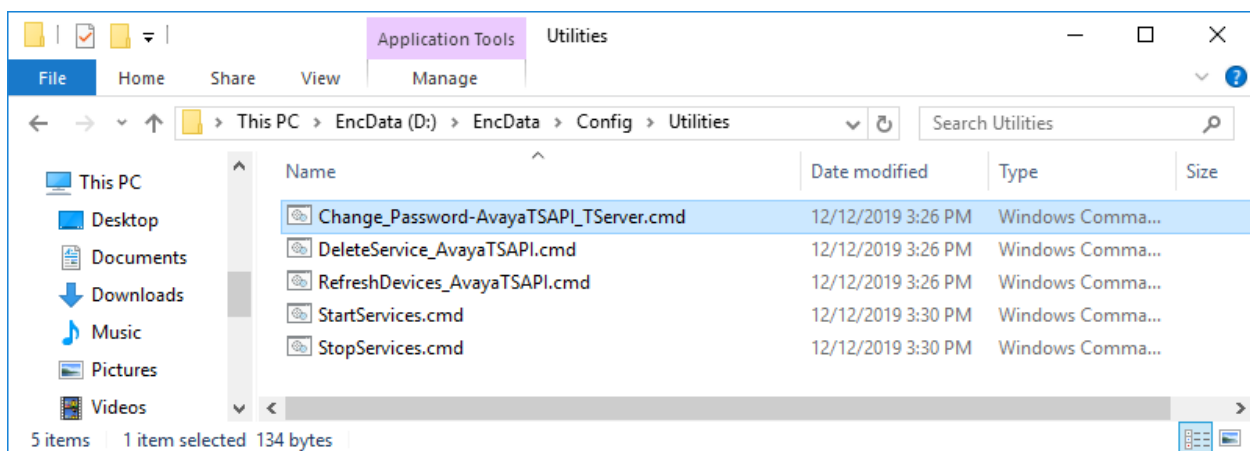 Application Tools Utilities
File Home Share View Manage
This PC > EncData (D:) > EncData > Config > Utilities Search Utilities
This PC
Desktop
Documents
Downloads
Music
Pictures
Videos
Name Date modified Type Size
Change_Password-AvayaTSAPI_TServer.cmd 12/12/2019 3:26 PM Windows Comma...
DeleteService_AvayaTSAPI.cmd 12/12/2019 3:26 PM Windows Comma...
RefreshDevices_AvayaTSAPI.cmd 12/12/2019 3:26 PM Windows Comma...
StartServices.cmd 12/12/2019 3:30 PM Windows Comma...
StopServices.cmd 12/12/2019 3:30 PM Windows Comma...
5 items 1 item selected 134 bytes